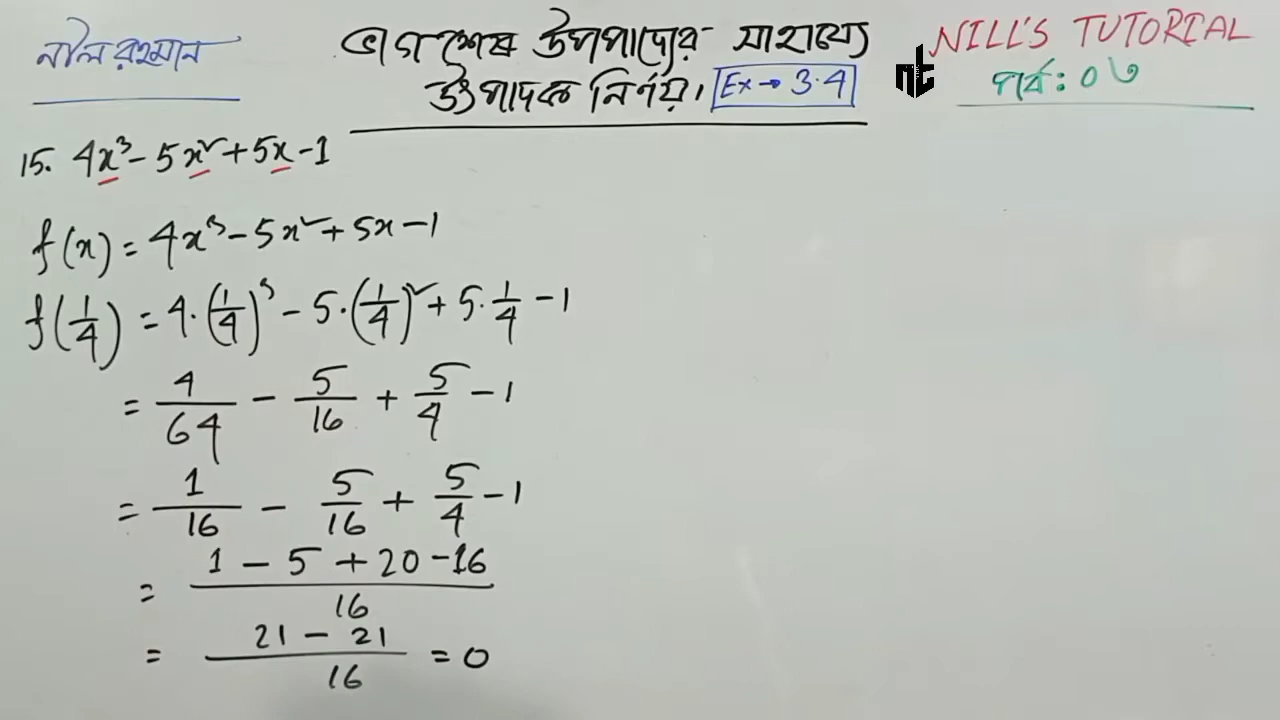 নীল রহমান
ভাগশেষ উপপাদ্যের সাহায্যে
উৎপাদক নির্ণয়। Ex → 3.4
NILL'S TUTORIAL
nt
পর্ব: ০৩
15. 4x³ - 5x² + 5x - 1
f(x) = 4x³ - 5x² + 5x - 1
f(1/4) = 4·(1/4)³ - 5·(1/4)² + 5·1/4 - 1
= 4/64 - 5/16 + 5/4 - 1
= 1/16 - 5/16 + 5/4 - 1
= (1 - 5 + 20 - 16)/16
= (21 - 21)/16 = 0